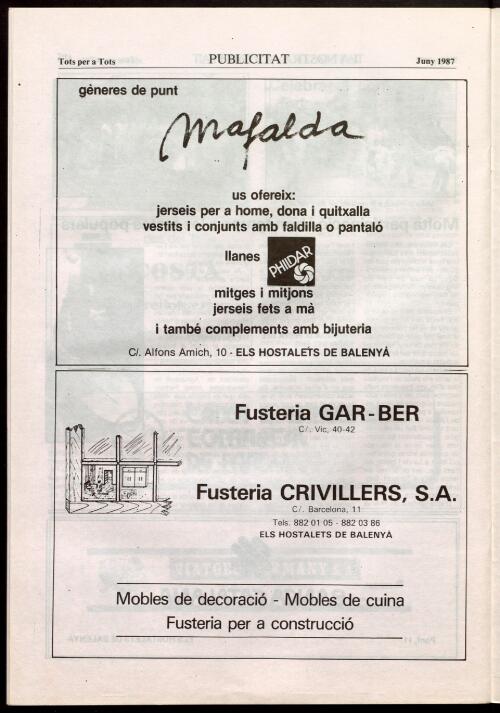 Tots per a Tots PUBLICITAT Juny 1987
gèneres de punt
Mafalda
us ofereix:
jerseis per a home, dona i quitxalla
vestits i conjunts amb faldilla o pantaló
llanes PHILDAR
mitges i mitjons
jerseis fets a mà
i també complements amb bijuteria
C/. Alfons Amich, 10 - ELS HOSTALETS DE BALENYÀ
Fusteria GAR-BER
C/. Vic, 40-42
Fusteria CRIVILLERS, S.A.
C/. Barcelona, 11
Tels. 882 01 05 - 882 03 86
ELS HOSTALETS DE BALENYÀ
Mobles de decoració - Mobles de cuina
Fusteria per a construcció